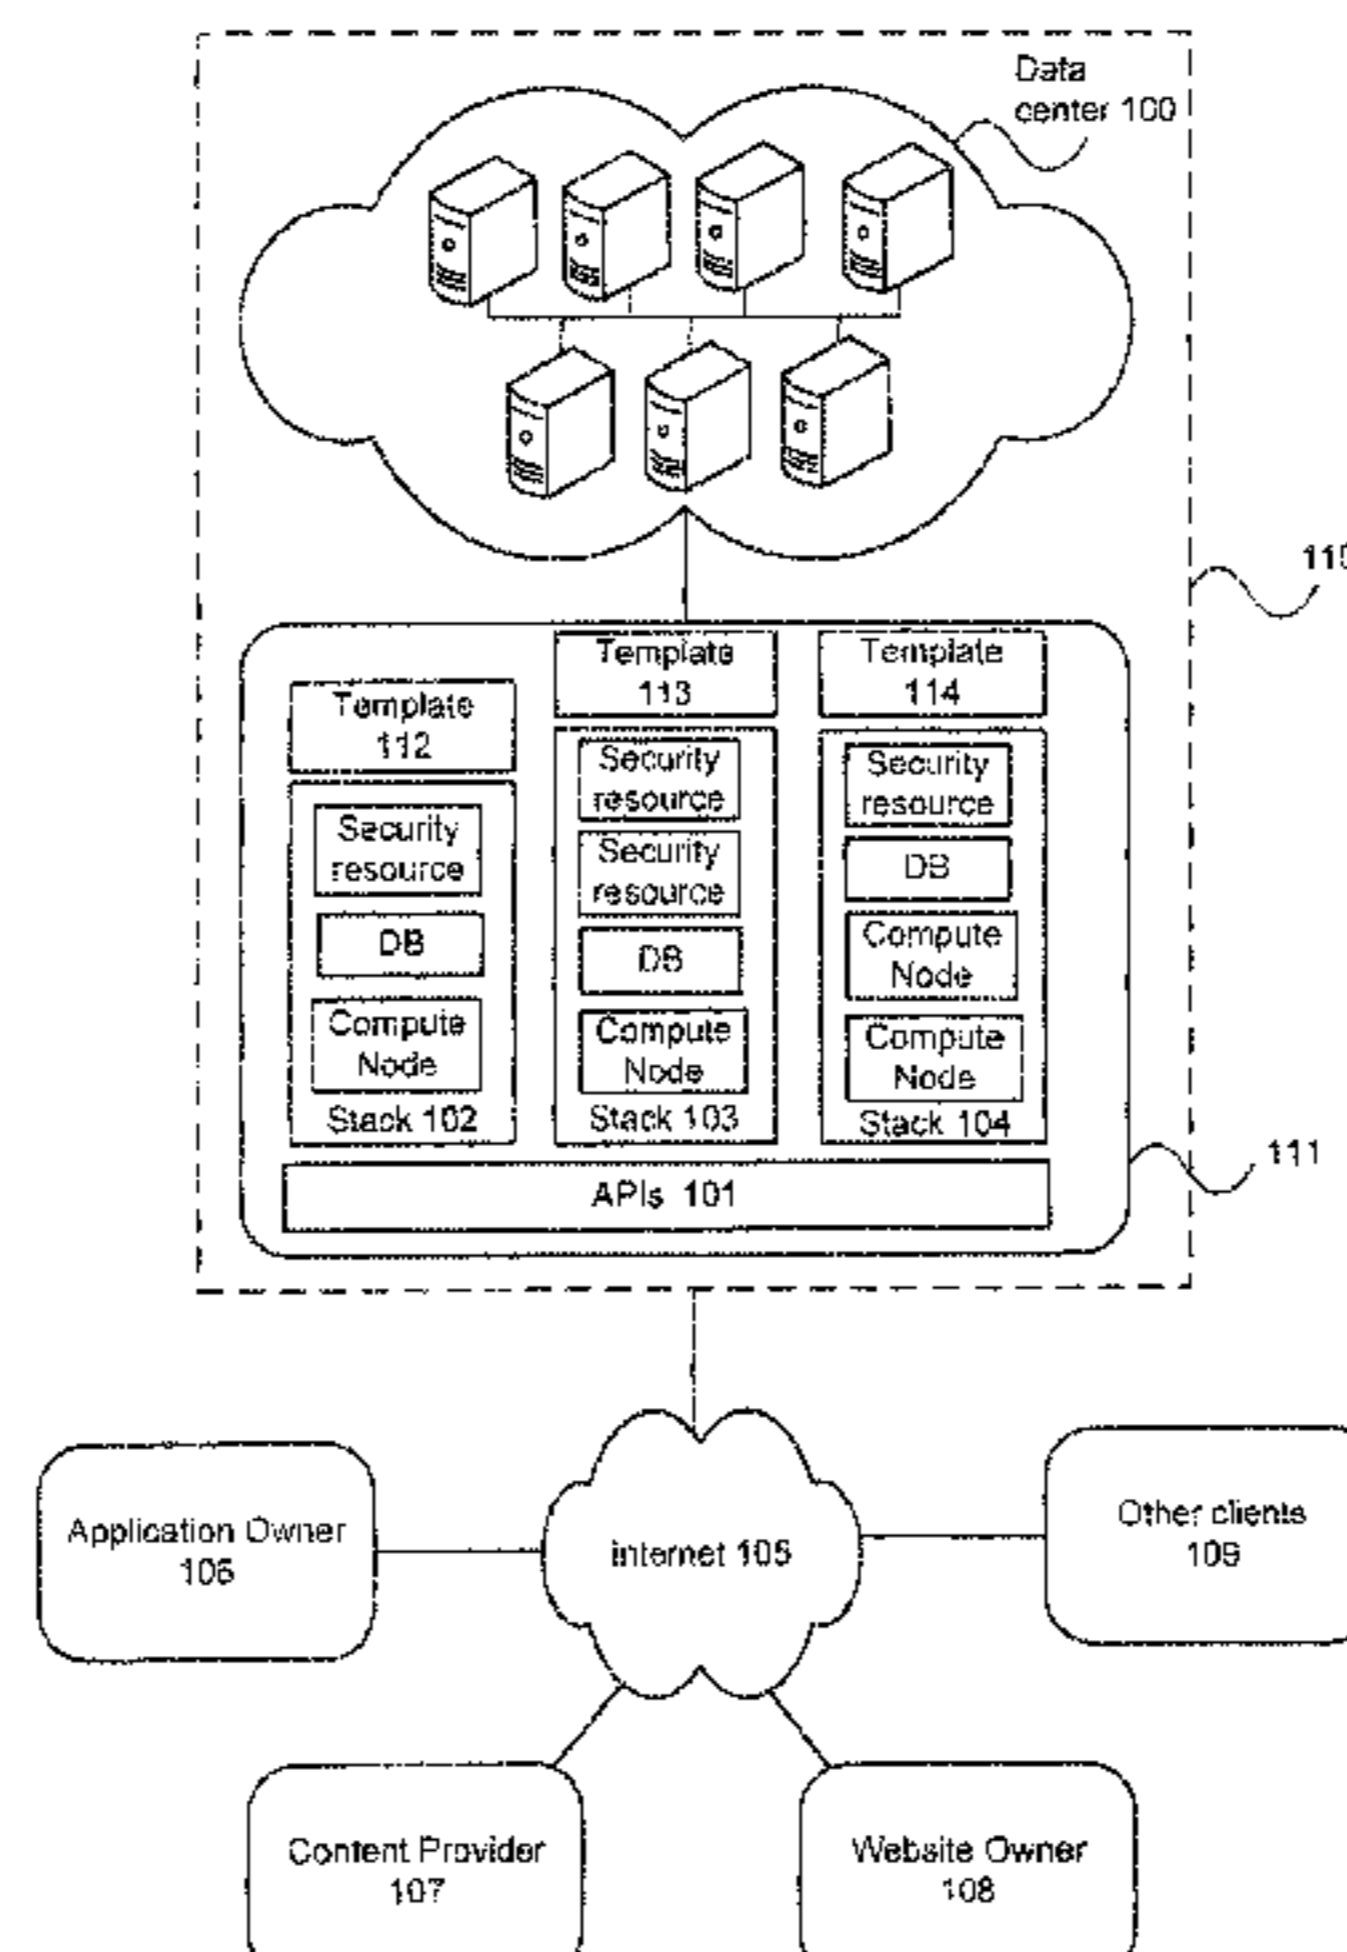 Data
center 100
Template
113
Template
114
Template
112
Security
resource
DB
Compute
Node
Stack 102
Security
resource
Security
resource
DB
Compute
Node
Stack 103
Security
resource
DB
Compute
Node
Compute
Node
Stack 104
APIs 101
111
Application Owner
106
internet 105
Other clients
109
Content Provider
107
Website Owner
108